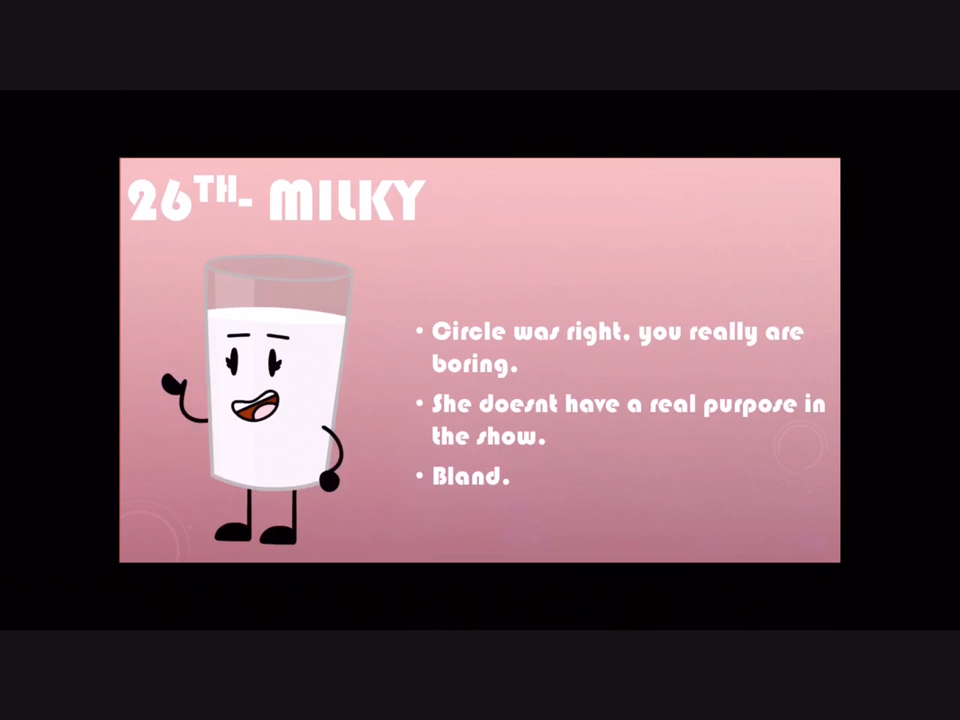 26TH- MILKY
• Circle was right, you really are
boring.
• She doesnt have a real purpose in
the show.
• Bland.